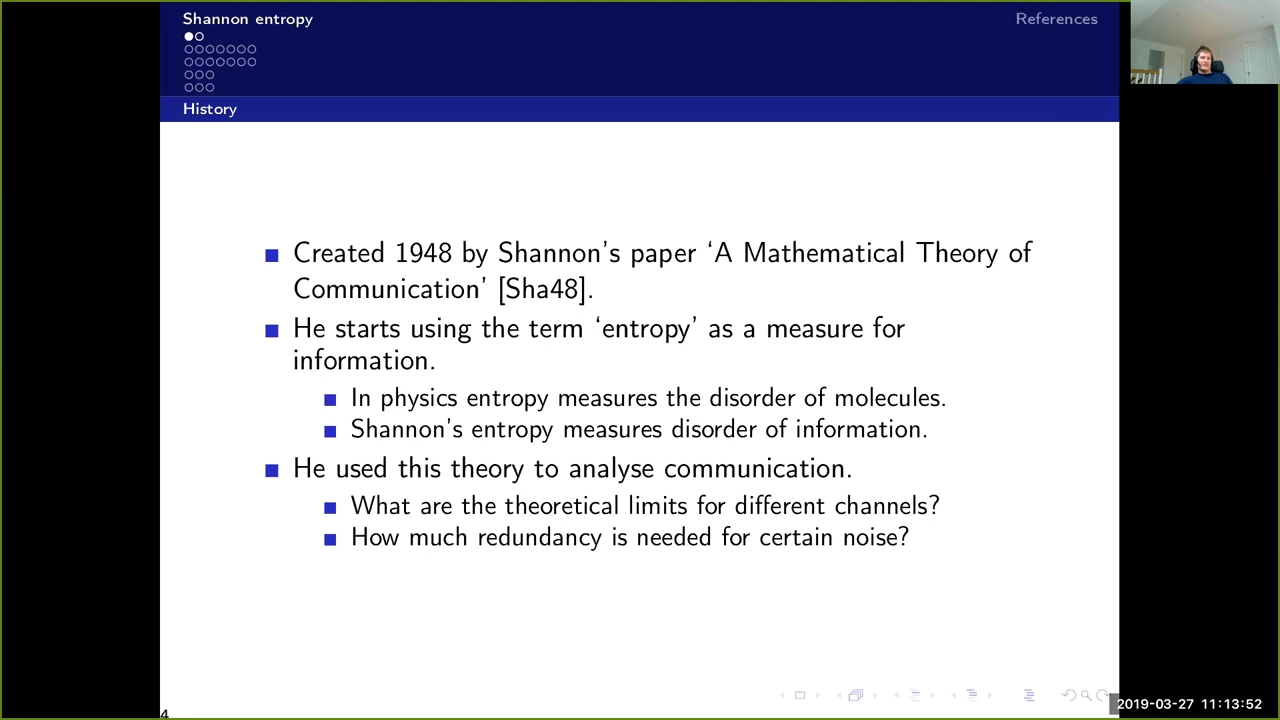 Shannon entropy
References
History
Created 1948 by Shannon's paper ‘A Mathematical Theory of
Communication’ [Sha48].
He starts using the term ‘entropy’ as a measure for
information.
In physics entropy measures the disorder of molecules.
Shannon's entropy measures disorder of information.
He used this theory to analyse communication.
What are the theoretical limits for different channels?
How much redundancy is needed for certain noise?
4
2019-03-27 11:13:52